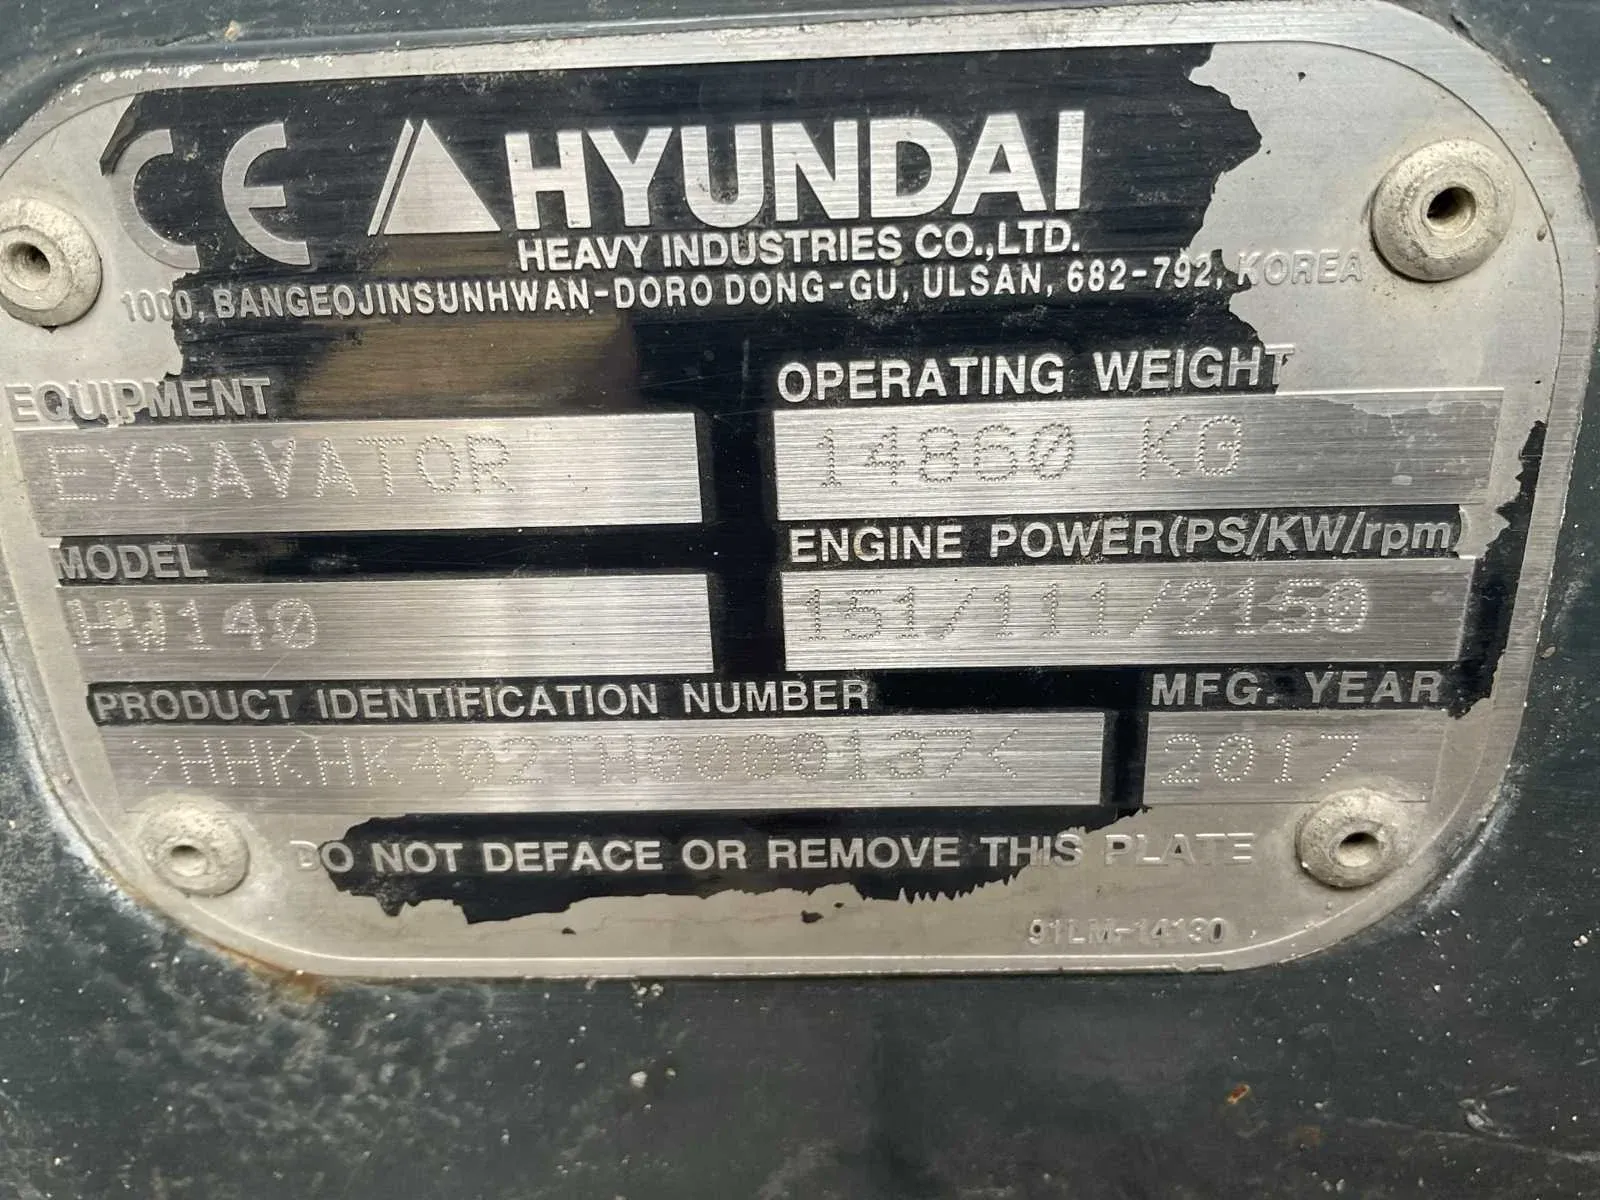 CE HYUNDAI
HEAVY INDUSTRIES CO.,LTD.
1000, BANGEOJINSUNHWAN-DORO DONG-GU, ULSAN, 682-792, KOREA
EQUIPMENT
EXCAVATOR
OPERATING WEIGHT
14860 KG
MODEL
HW140
ENGINE POWER(PS/KW/rpm)
151/111/2150
PRODUCT IDENTIFICATION NUMBER
>HHKHK402TH0000137<
MFG. YEAR
2017
DO NOT DEFACE OR REMOVE THIS PLATE
91LM-14130